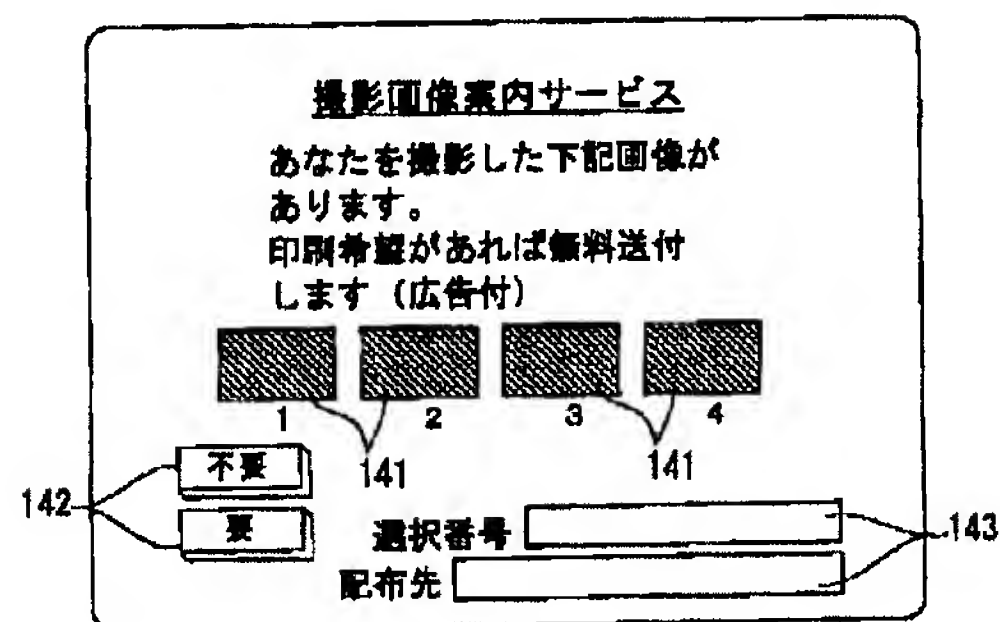 撮影画像案内サービス
あなたを撮影した下記画像が
あります。
印刷希望があれば無料送付
します（広告付）
1 2 3 4
141 141
不要
142
要
選択番号
143
配布先